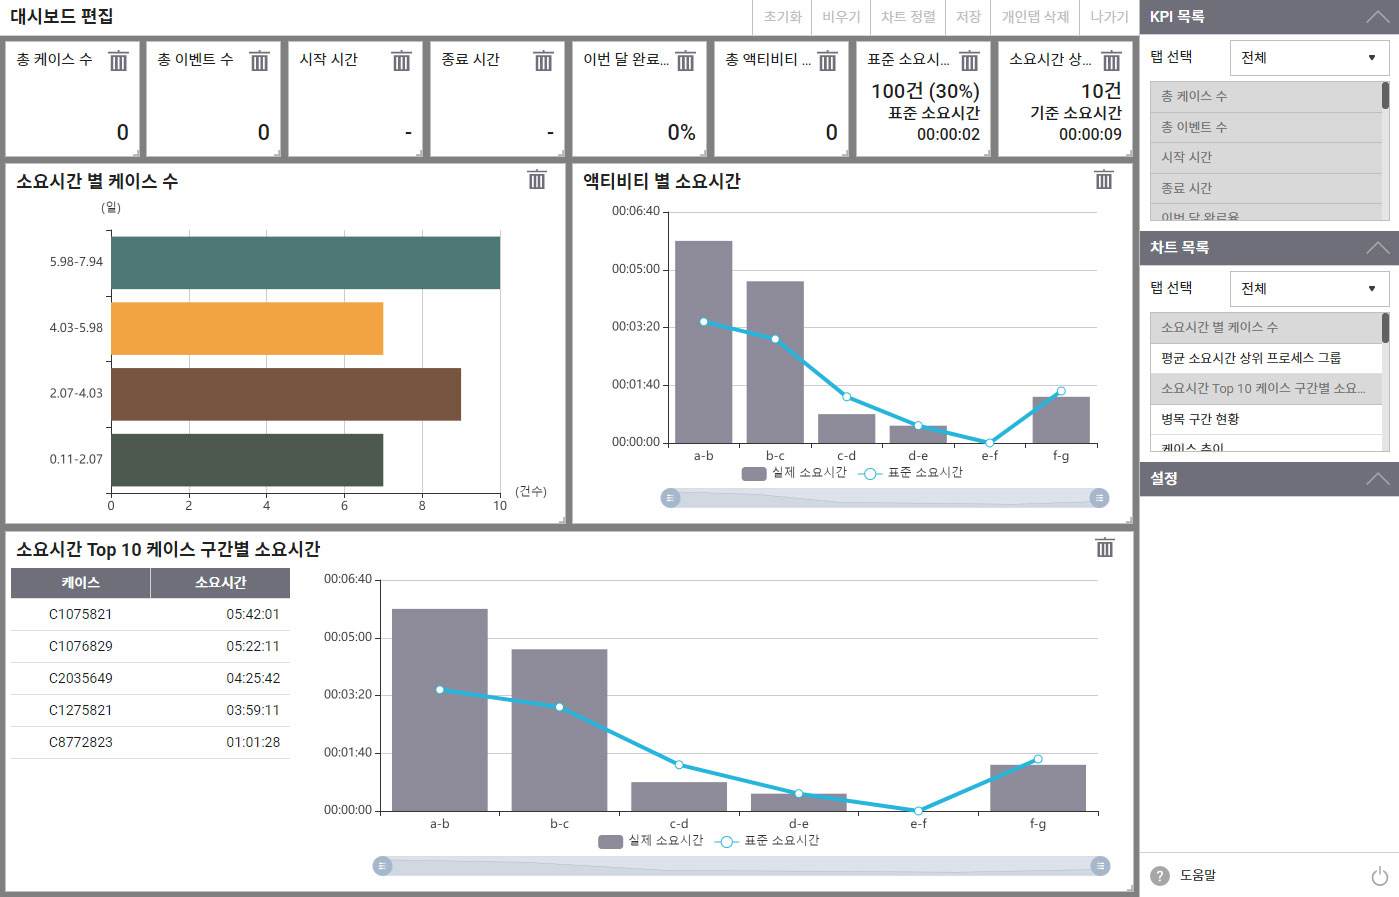 대시보드 편집
초기화 비우기 차트 정렬 저장 개인탭 삭제 나가기
총 케이스 수
0
총 이벤트 수
0
시작 시간
-
종료 시간
-
이번 달 완료...
0%
총 액티비티 ...
0
표준 소요시...
100건 (30%)
표준 소요시간
00:00:02
소요시간 상...
10건
기준 소요시간
00:00:09
소요시간 별 케이스 수
(일)
5.98-7.94
4.03-5.98
2.07-4.03
0.11-2.07
0 2 4 6 8 10 (건수)
액티비티 별 소요시간
00:06:40
00:05:00
00:03:20
00:01:40
00:00:00
a-b b-c c-d d-e e-f f-g
실제 소요시간 표준 소요시간
소요시간 Top 10 케이스 구간별 소요시간
케이스 소요시간
C1075821 05:42:01
C1076829 05:22:11
C2035649 04:25:42
C1275821 03:59:11
C8772823 01:01:28
00:06:40
00:05:00
00:03:20
00:01:40
00:00:00
a-b b-c c-d d-e e-f f-g
실제 소요시간 표준 소요시간
KPI 목록
탭 선택 전체
총 케이스 수
총 이벤트 수
시작 시간
종료 시간
이번 달 완료율
차트 목록
탭 선택 전체
소요시간 별 케이스 수
평균 소요시간 상위 프로세스 그룹
소요시간 Top 10 케이스 구간별 소요...
병목 구간 현황
케이스 추이
설정
? 도움말